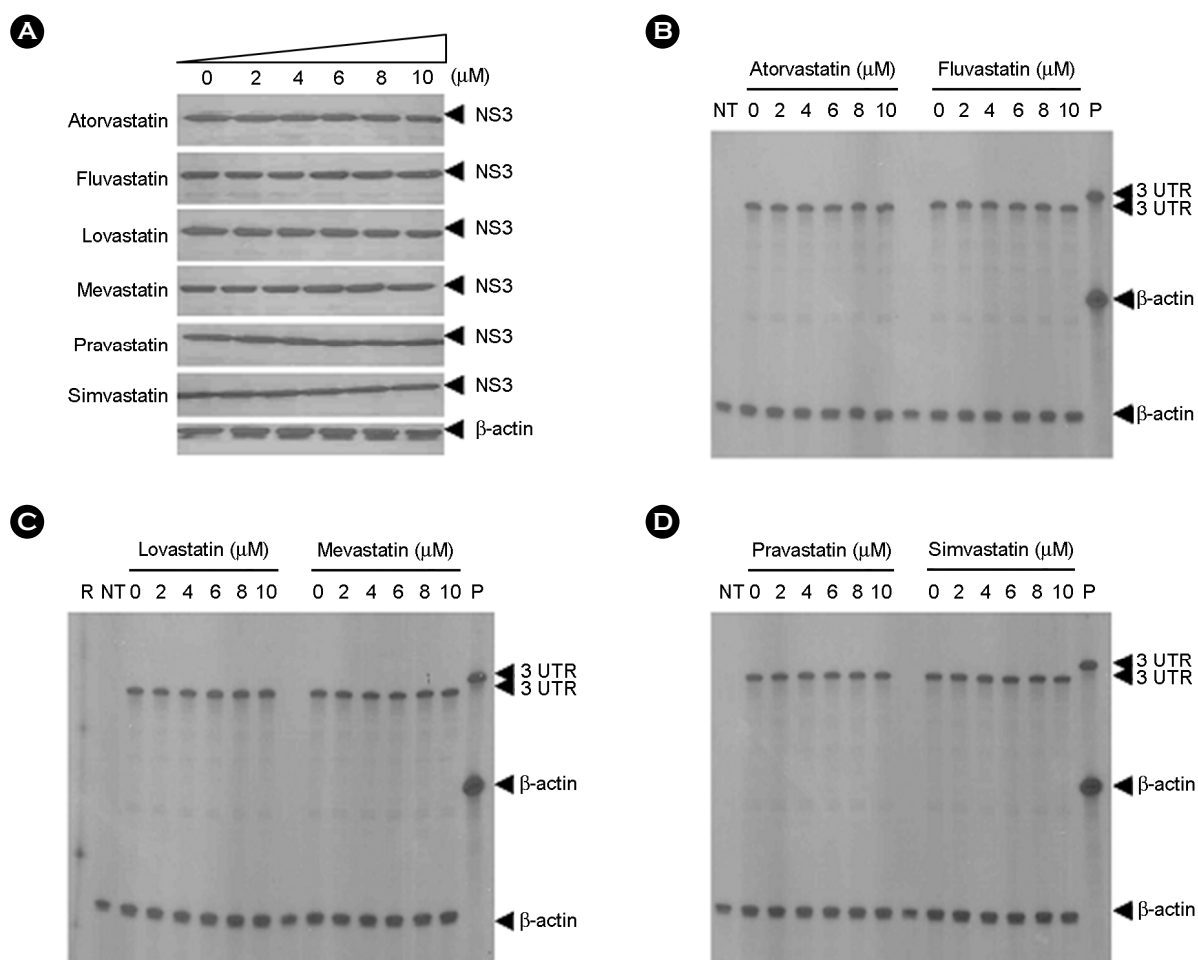 A
0 2 4 6 8 10 (μM)
Atorvastatin NS3
Fluvastatin NS3
Lovastatin NS3
Mevastatin NS3
Pravastatin NS3
Simvastatin NS3
β-actin
B
Atorvastatin (μM) Fluvastatin (μM)
NT 0 2 4 6 8 10 0 2 4 6 8 10 P
3 UTR
3 UTR
β-actin
β-actin
C
Lovastatin (μM) Mevastatin (μM)
R NT 0 2 4 6 8 10 0 2 4 6 8 10 P
3 UTR
3 UTR
β-actin
β-actin
D
Pravastatin (μM) Simvastatin (μM)
NT 0 2 4 6 8 10 0 2 4 6 8 10 P
3 UTR
3 UTR
β-actin
β-actin